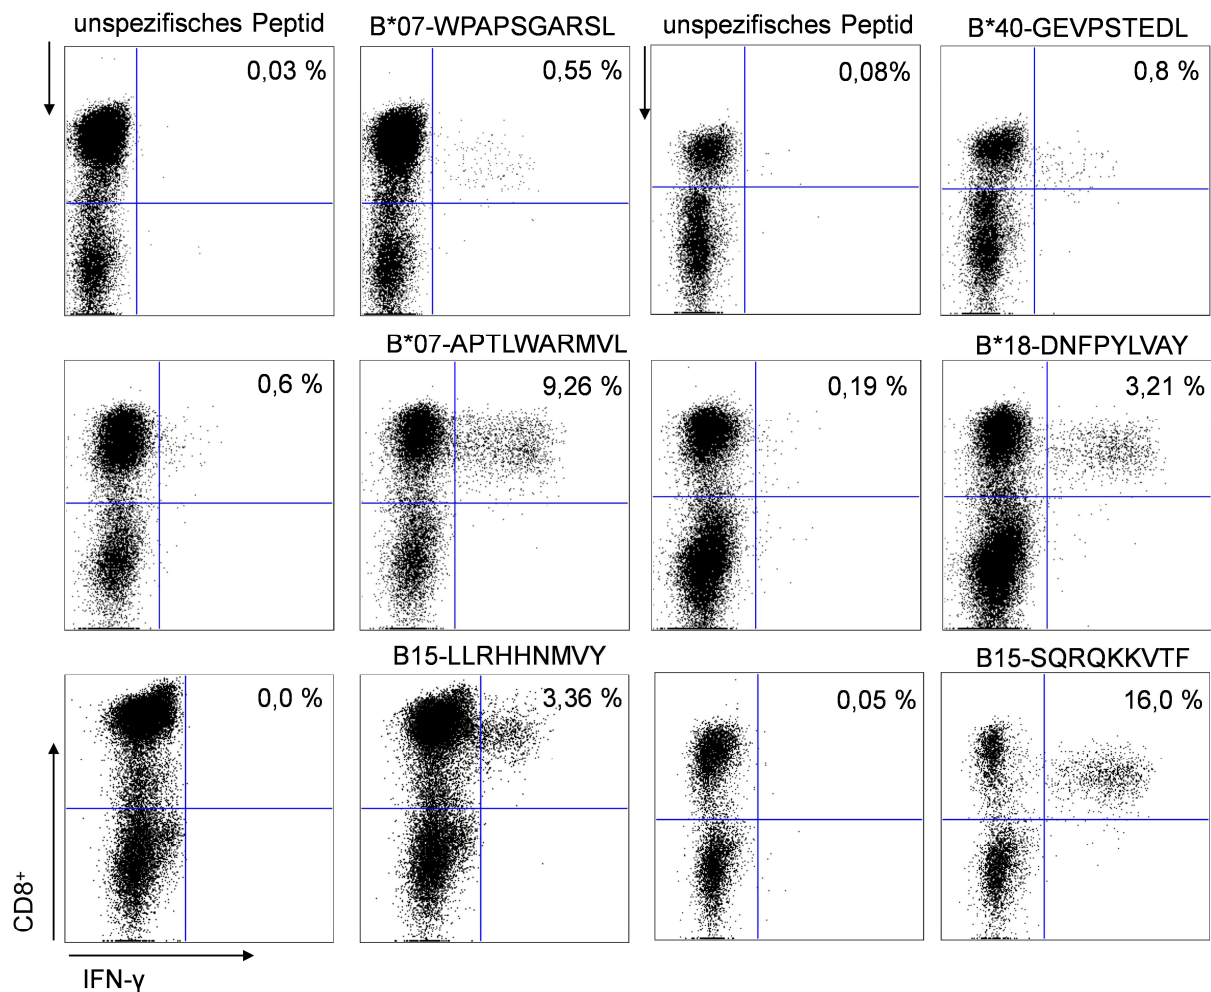 unspezifisches Peptid
B*07-WPAPSGARSL
unspezifisches Peptid
B*40-GEVPSTEDL
0,03 %
0,55 %
0,08%
0,8 %
B*07-APTLWARMVL
B*18-DNFPYLVAY
0,6 %
9,26 %
0,19 %
3,21 %
B15-LLRHHNMVY
B15-SQRQKKVTF
0,0 %
3,36 %
0,05 %
16,0 %
CD8⁺
IFN-γ